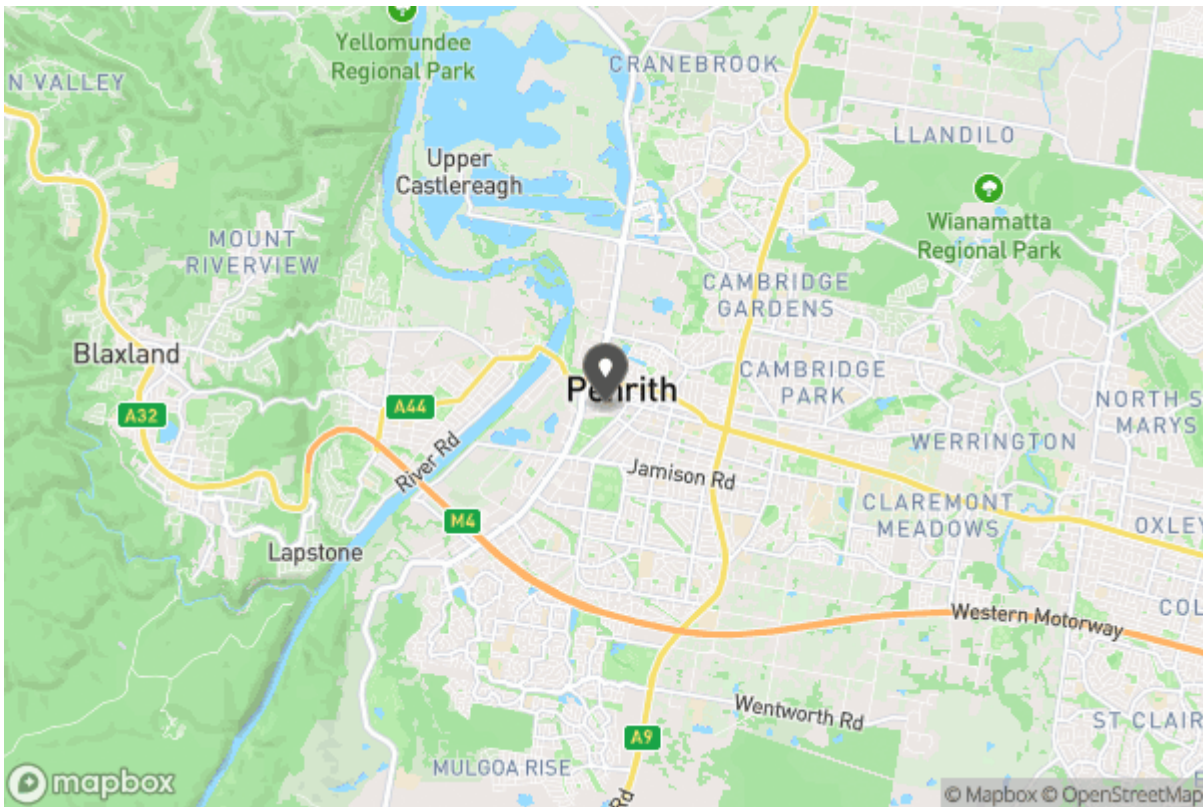 Yellomundee
Regional Park
CRANEBROOK
N VALLEY
LLANDILO
Upper
Castlereagh
Wianamatta
Regional Park
MOUNT
RIVERVIEW
CAMBRIDGE
GARDENS
Blaxland
Penrith
CAMBRIDGE
PARK
A32
A44
NORTH S
MARYS
WERRINGTON
River Rd
Jamison Rd
CLAREMONT
MEADOWS
M4
OXLEY
Lapstone
COL
Western Motorway
Wentworth Rd
ST CLAIR
A9
MULGOA RISE
Rd
mapbox
© Mapbox © OpenStreetMap